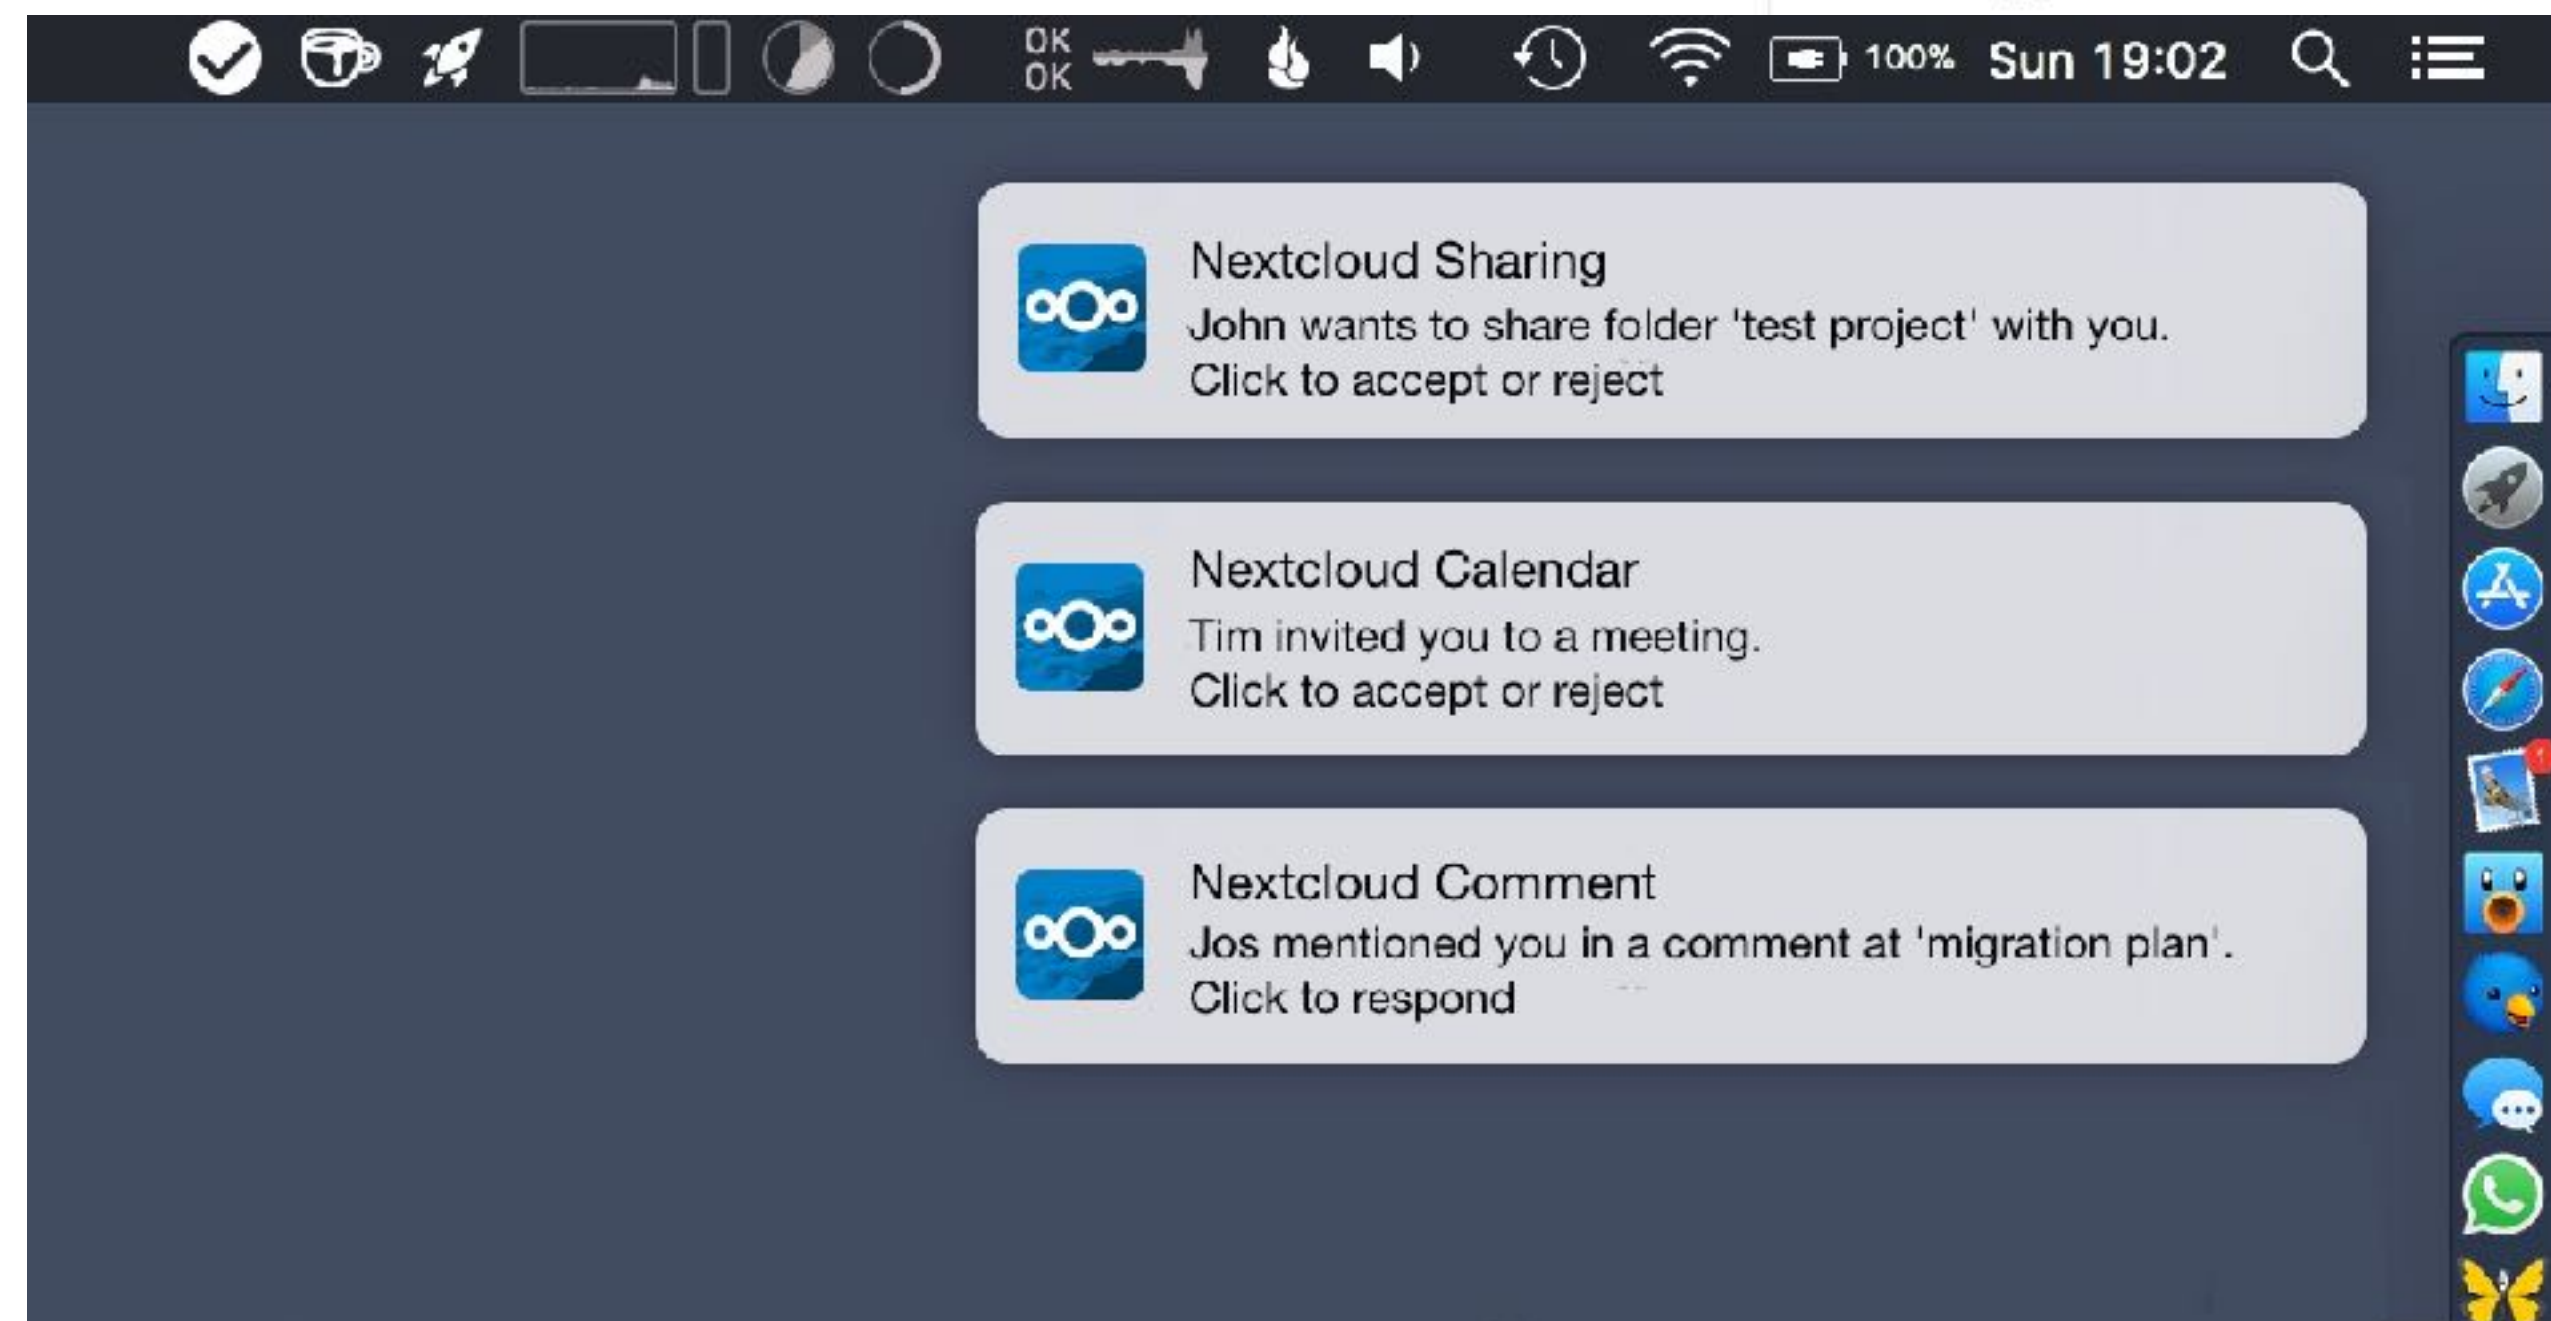 OK
OK
100% Sun 19:02
Nextcloud Sharing
John wants to share folder 'test project' with you.
Click to accept or reject
Nextcloud Calendar
Tim invited you to a meeting.
Click to accept or reject
1
Nextcloud Comment
Jos mentioned you in a comment at 'migration plan'.
Click to respond